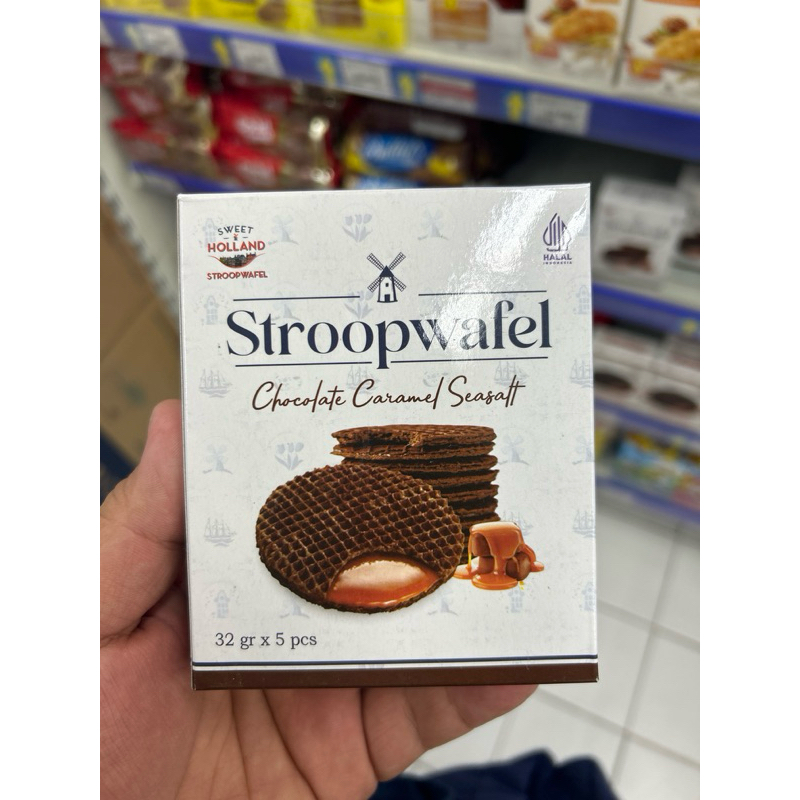 SWEET
HOLLAND
STROOPWAFEL
HALAL
INDONESIA
Stroopwafel
Chocolate Caramel Seasalt
32 gr x 5 pcs